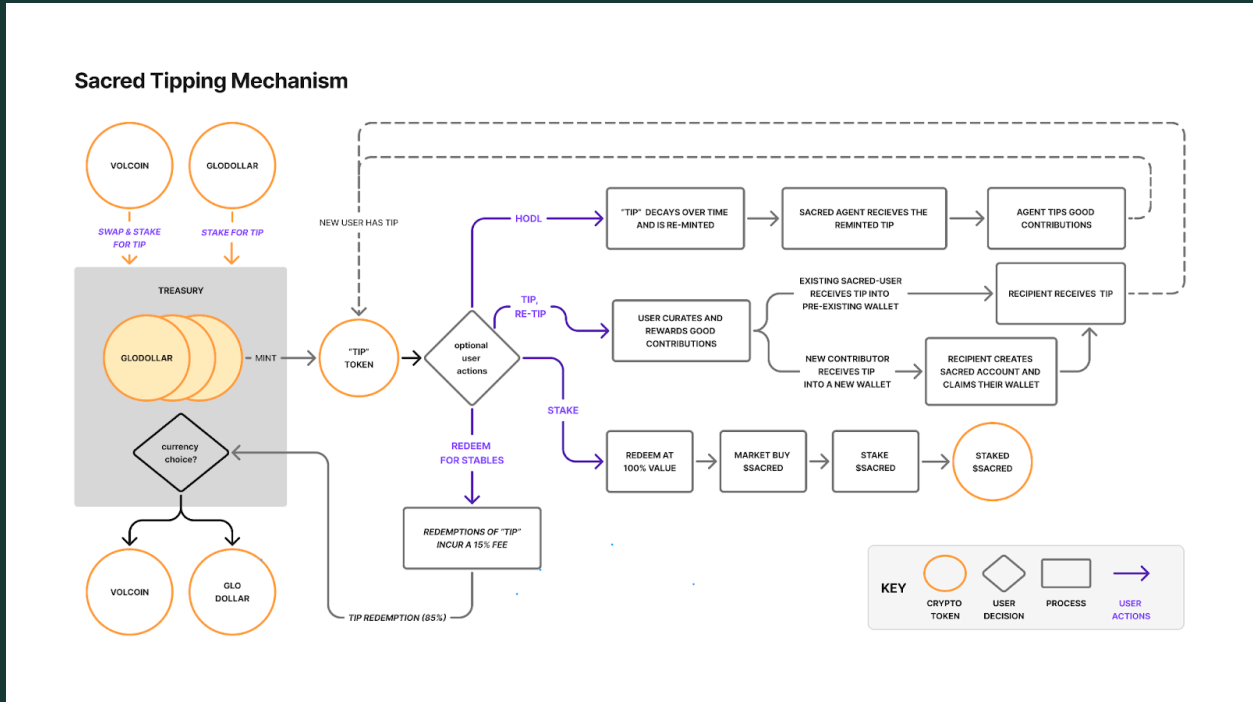 Sacred Tipping Mechanism
VOLCOIN
GLODOLLAR
SWAP & STAKE
FOR TIP
STAKE FOR TIP
TREASURY
GLODOLLAR
MINT
NEW USER HAS TIP
"TIP"
TOKEN
optional
user
actions
HODL
"TIP" DECAYS OVER TIME
AND IS RE-MINTED
SACRED AGENT RECIEVES THE
REMINTED TIP
AGENT TIPS GOOD
CONTRIBUTIONS
TIP,
RE-TIP
USER CURATES AND
REWARDS GOOD
CONTRIBUTIONS
EXISTING SACRED-USER
RECEIVES TIP INTO
PRE-EXISTING WALLET
RECIPIENT RECEIVES TIP
NEW CONTRIBUTOR
RECEIVES TIP
INTO A NEW WALLET
RECIPIENT CREATES
SACRED ACCOUNT AND
CLAIMS THEIR WALLET
STAKE
REDEEM AT
100% VALUE
MARKET BUY
$SACRED
STAKE
$SACRED
STAKED
$SACRED
REDEEM
FOR STABLES
REDEMPTIONS OF "TIP"
INCUR A 15% FEE
TIP REDEMPTION (85%)
currency
choice?
VOLCOIN
GLO
DOLLAR
KEY
CRYPTO
TOKEN
USER
DECISION
PROCESS
USER
ACTIONS